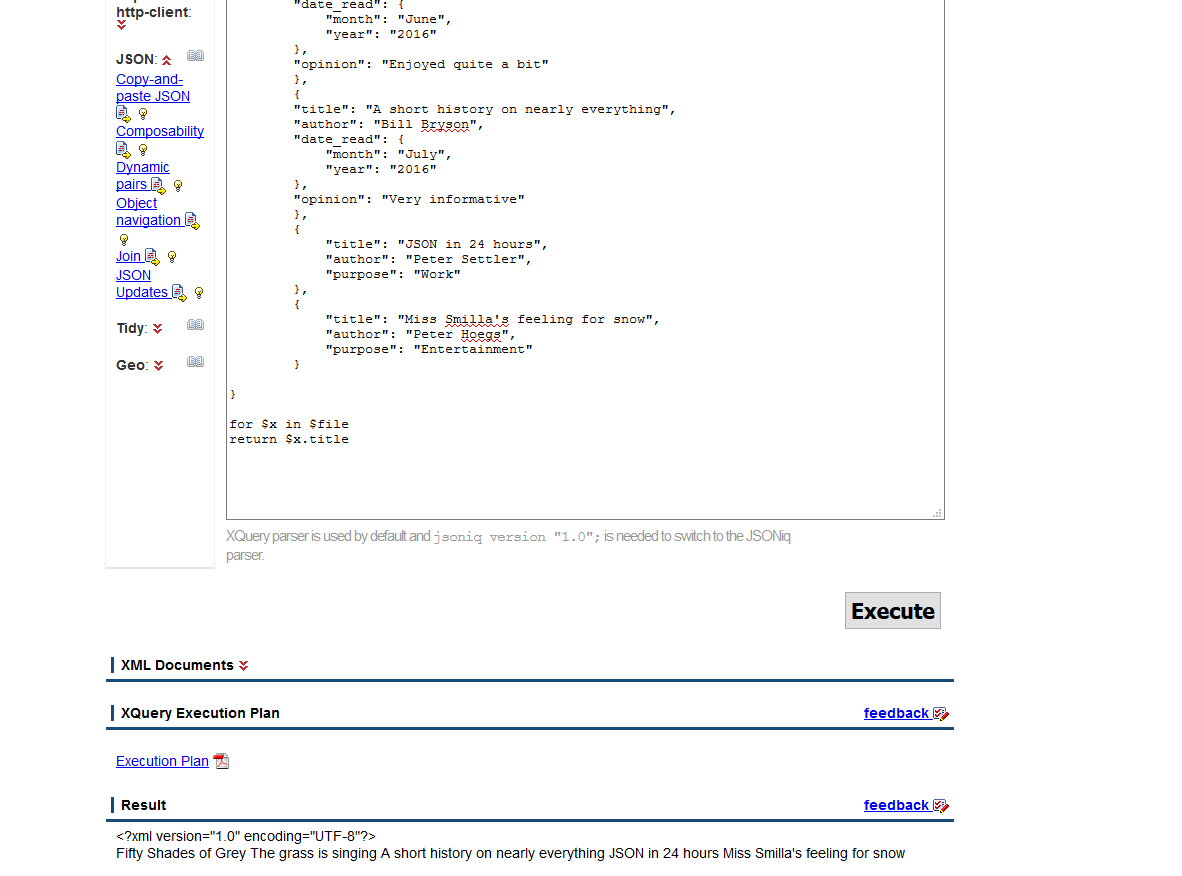 http-client:
JSON:
Copy-and-
paste JSON
Composability
Dynamic
pairs
Object
navigation
Join
JSON
Updates
Tidy:
Geo:
"date_read": {
"month": "June",
"year": "2016"
},
"opinion": "Enjoyed quite a bit"
},
{
"title": "A short history on nearly everything",
"author": "Bill Bryson",
"date_read": {
"month": "July",
"year": "2016"
},
"opinion": "Very informative"
},
{
"title": "JSON in 24 hours",
"author": "Peter Settler",
"purpose": "Work"
},
{
"title": "Miss Smilla's feeling for snow",
"author": "Peter Hoegs",
"purpose": "Entertainment"
}
}
for $x in $file
return $x.title
XQuery parser is used by default and jsoniq version "1.0"; is needed to switch to the JSONiq
parser.
Execute
XML Documents
XQuery Execution Plan feedback
Execution Plan
Result feedback
<?xml version="1.0" encoding="UTF-8"?>
Fifty Shades of Grey The grass is singing A short history on nearly everything JSON in 24 hours Miss Smilla's feeling for snow